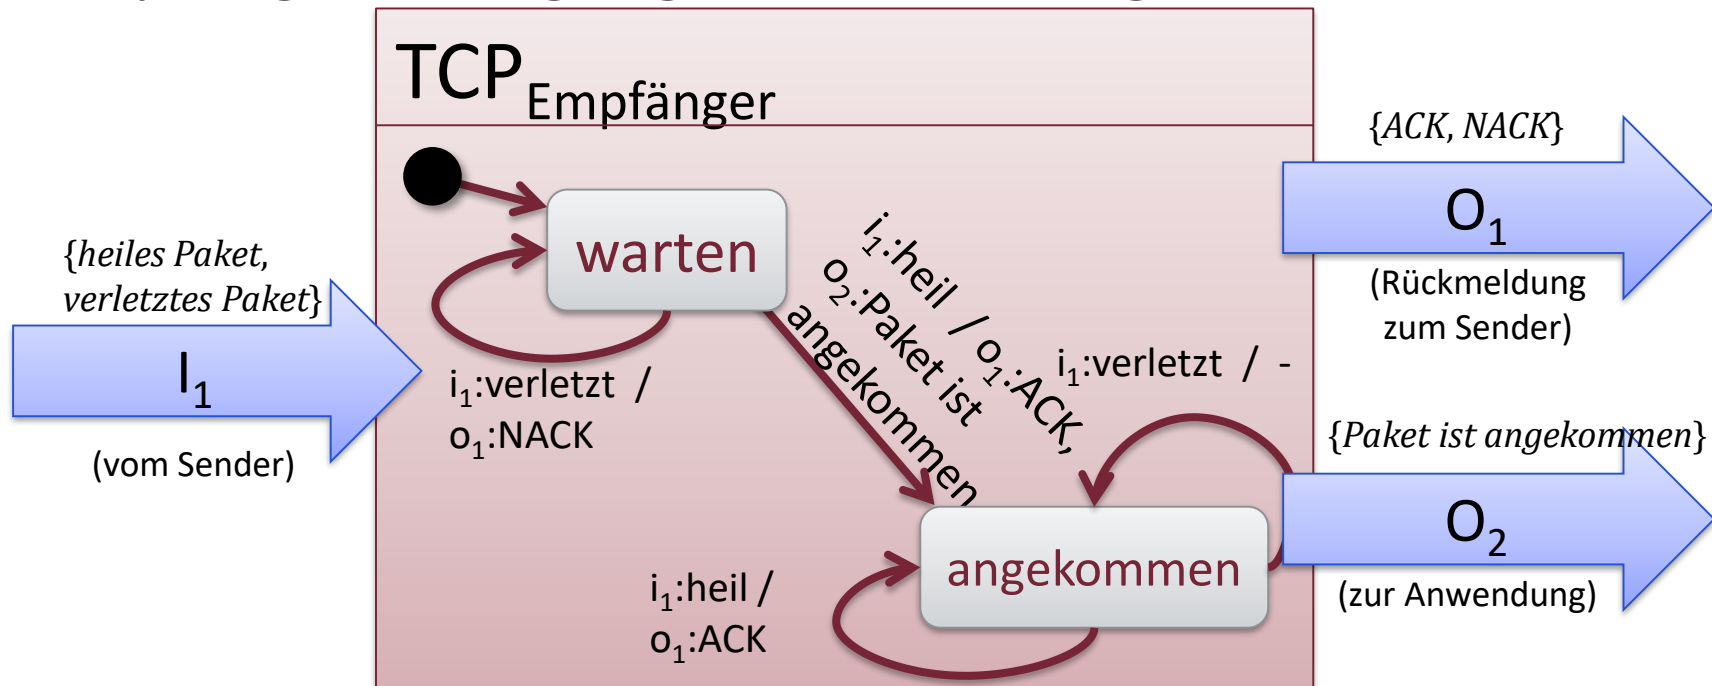 TCP Empfänger
{ACK, NACK}
O₁
(Rückmeldung
zum Sender)
{heiles Paket,
verletztes Paket}
I₁
(vom Sender)
warten
i₁:verletzt /
o₁:NACK
i₁:heil / o₁:ACK,
o₂:Paket ist
angekommen
i₁:verletzt / -
{Paket ist angekommen}
O₂
(zur Anwendung)
angekommen
i₁:heil /
o₁:ACK